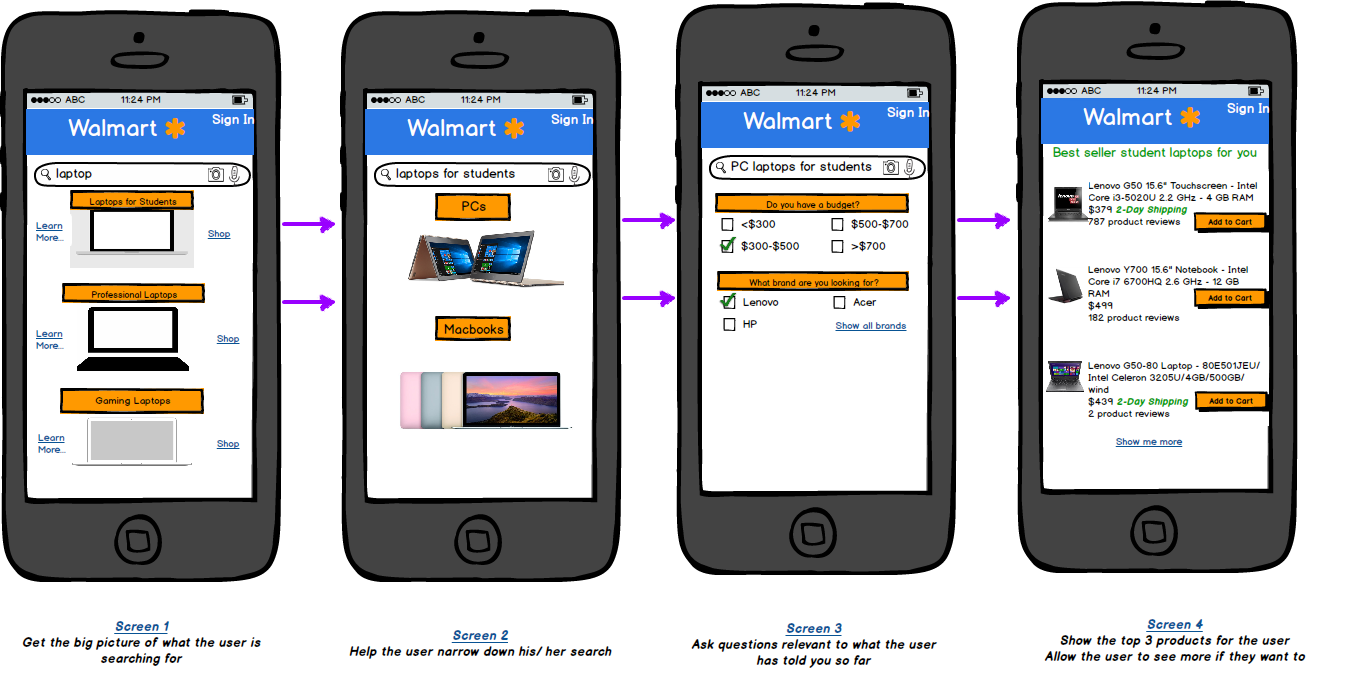 ABC 11:24 PM
Walmart
Sign In
laptop
Laptops for Students
Learn
More...
Shop
Professional Laptops
Learn
More...
Shop
Gaming Laptops
Learn
More...
Shop
Screen 1
Get the big picture of what the user is
searching for
ABC 11:24 PM
Walmart
Sign In
laptops for students
PCs
Macbooks
Screen 2
Help the user narrow down his/ her search
ABC 11:24 PM
Walmart
Sign In
PC laptops for students
Do you have a budget?
<$300 $500-$700
$300-$500 >$700
What brand are you looking for?
Lenovo Acer
HP Show all brands
Screen 3
Ask questions relevant to what the user
has told you so far
ABC 11:24 PM
Walmart
Sign In
Best seller student laptops for you
Lenovo G50 15.6" Touchscreen - Intel
Core i3-5020U 2.2 GHz - 4 GB RAM
$379 2-Day Shipping
787 product reviews
Add to Cart
Lenovo Y700 15.6" Notebook - Intel
Core i7 6700HQ 2.6 GHz - 12 GB
RAM
$499
182 product reviews
Add to Cart
Lenovo G50-80 Laptop - 80E501JEU/
Intel Celeron 3205U/4GB/500GB/
wind
$439 2-Day Shipping
2 product reviews
Add to Cart
Show me more
Screen 4
Show the top 3 products for the user
Allow the user to see more if they want to